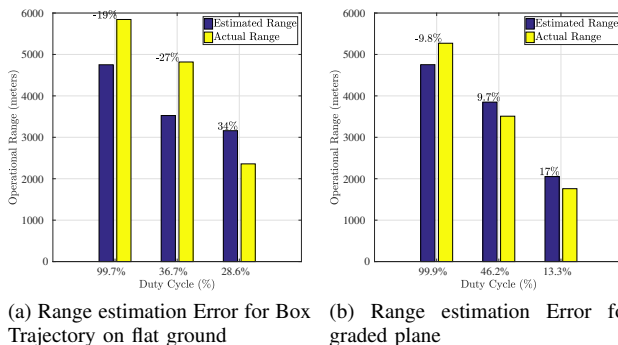 6000
5000
4000
3000
2000
1000
0
Operational Range (meters)
-19%
-27%
34%
Estimated Range
Actual Range
99.7% 36.7% 28.6%
Duty Cycle (%)
(a) Range estimation Error for Box
Trajectory on flat ground
6000
5000
4000
3000
2000
1000
0
Operational Range (meters)
-9.8%
9.7%
17%
Estimated Range
Actual Range
99.9% 46.2% 13.3%
Duty Cycle (%)
(b) Range estimation Error fo
graded plane